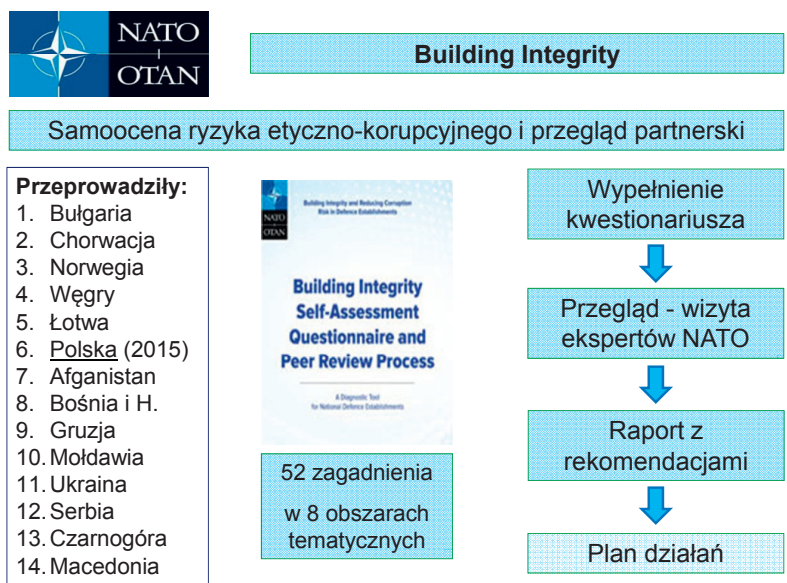 NATO
OTAN
Building Integrity
Samoocena ryzyka etyczno-korupcyjnego i przegląd partnerski
Przeprowadziły:
1. Bułgaria
2. Chorwacja
3. Norwegia
4. Węgry
5. Łotwa
6. Polska (2015)
7. Afganistan
8. Bośnia i H.
9. Gruzja
10. Mołdawia
11. Ukraina
12. Serbia
13. Czarnogóra
14. Macedonia
NATO
OTAN
Building Integrity and Reducing Corruption
Risk in Defence Establishments
Building Integrity
Self-Assessment
Questionnaire and
Peer Review Process
A Diagnostic Tool
for National Defence Establishments
52 zagadnienia
w 8 obszarach
tematycznych
Wypełnienie
kwestionariusza
Przegląd - wizyta
ekspertów NATO
Raport z
rekomendacjami
Plan działań